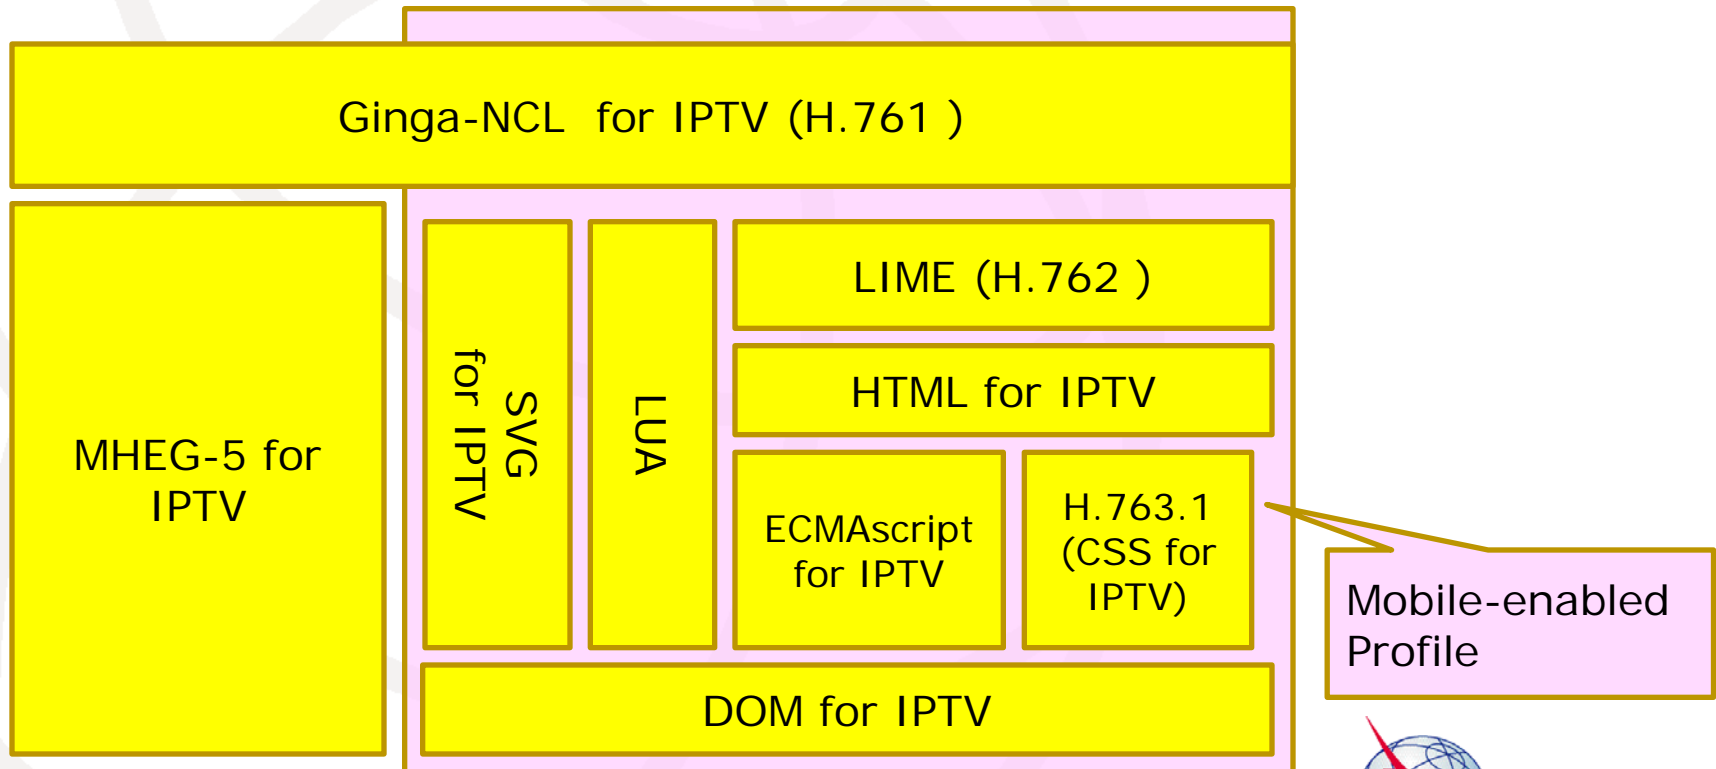 Ginga-NCL for IPTV (H.761 )
MHEG-5 for
IPTV
SVG
for IPTV
LUA
LIME (H.762 )
HTML for IPTV
ECMAscript
for IPTV
H.763.1
(CSS for
IPTV)
DOM for IPTV
Mobile-enabled
Profile